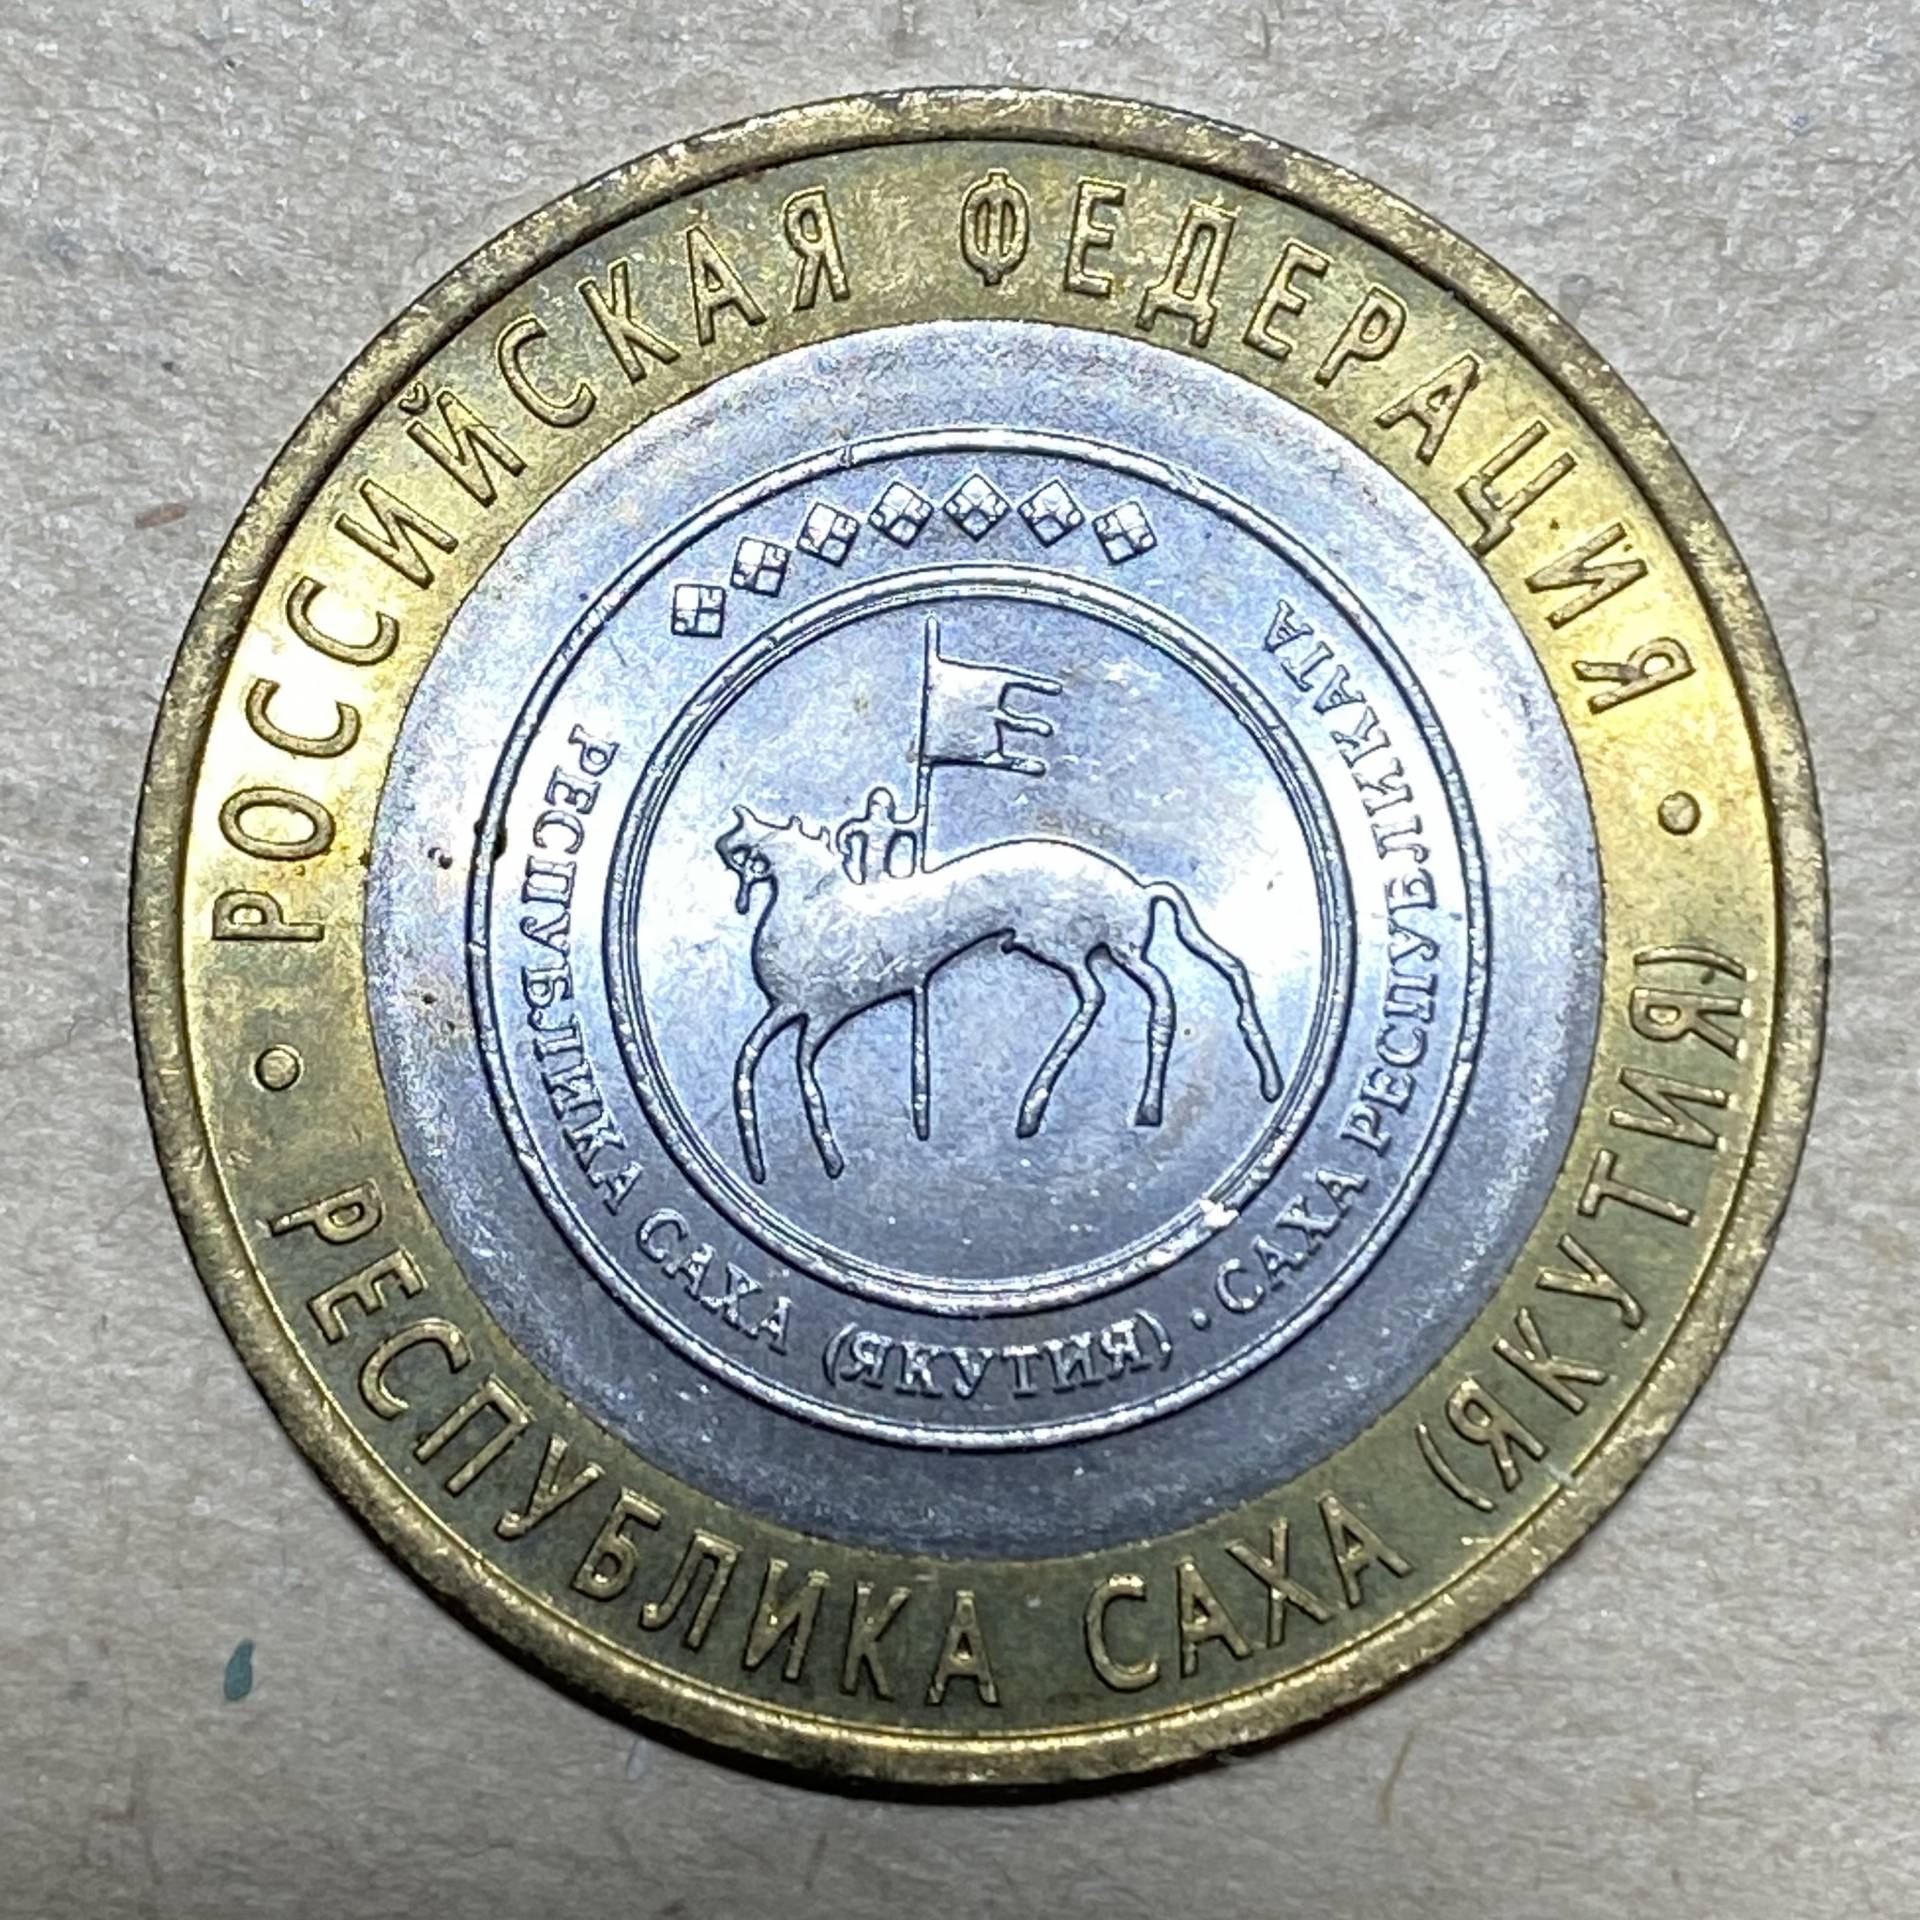 РОССИЙСКАЯ ФЕДЕРАЦИЯ
• РЕСПУБЛИКА САХА (ЯКУТИЯ) •
РЕСПУБЛИКА САХА (ЯКУТИЯ) • САХА РЕСПУБЛИКАТА